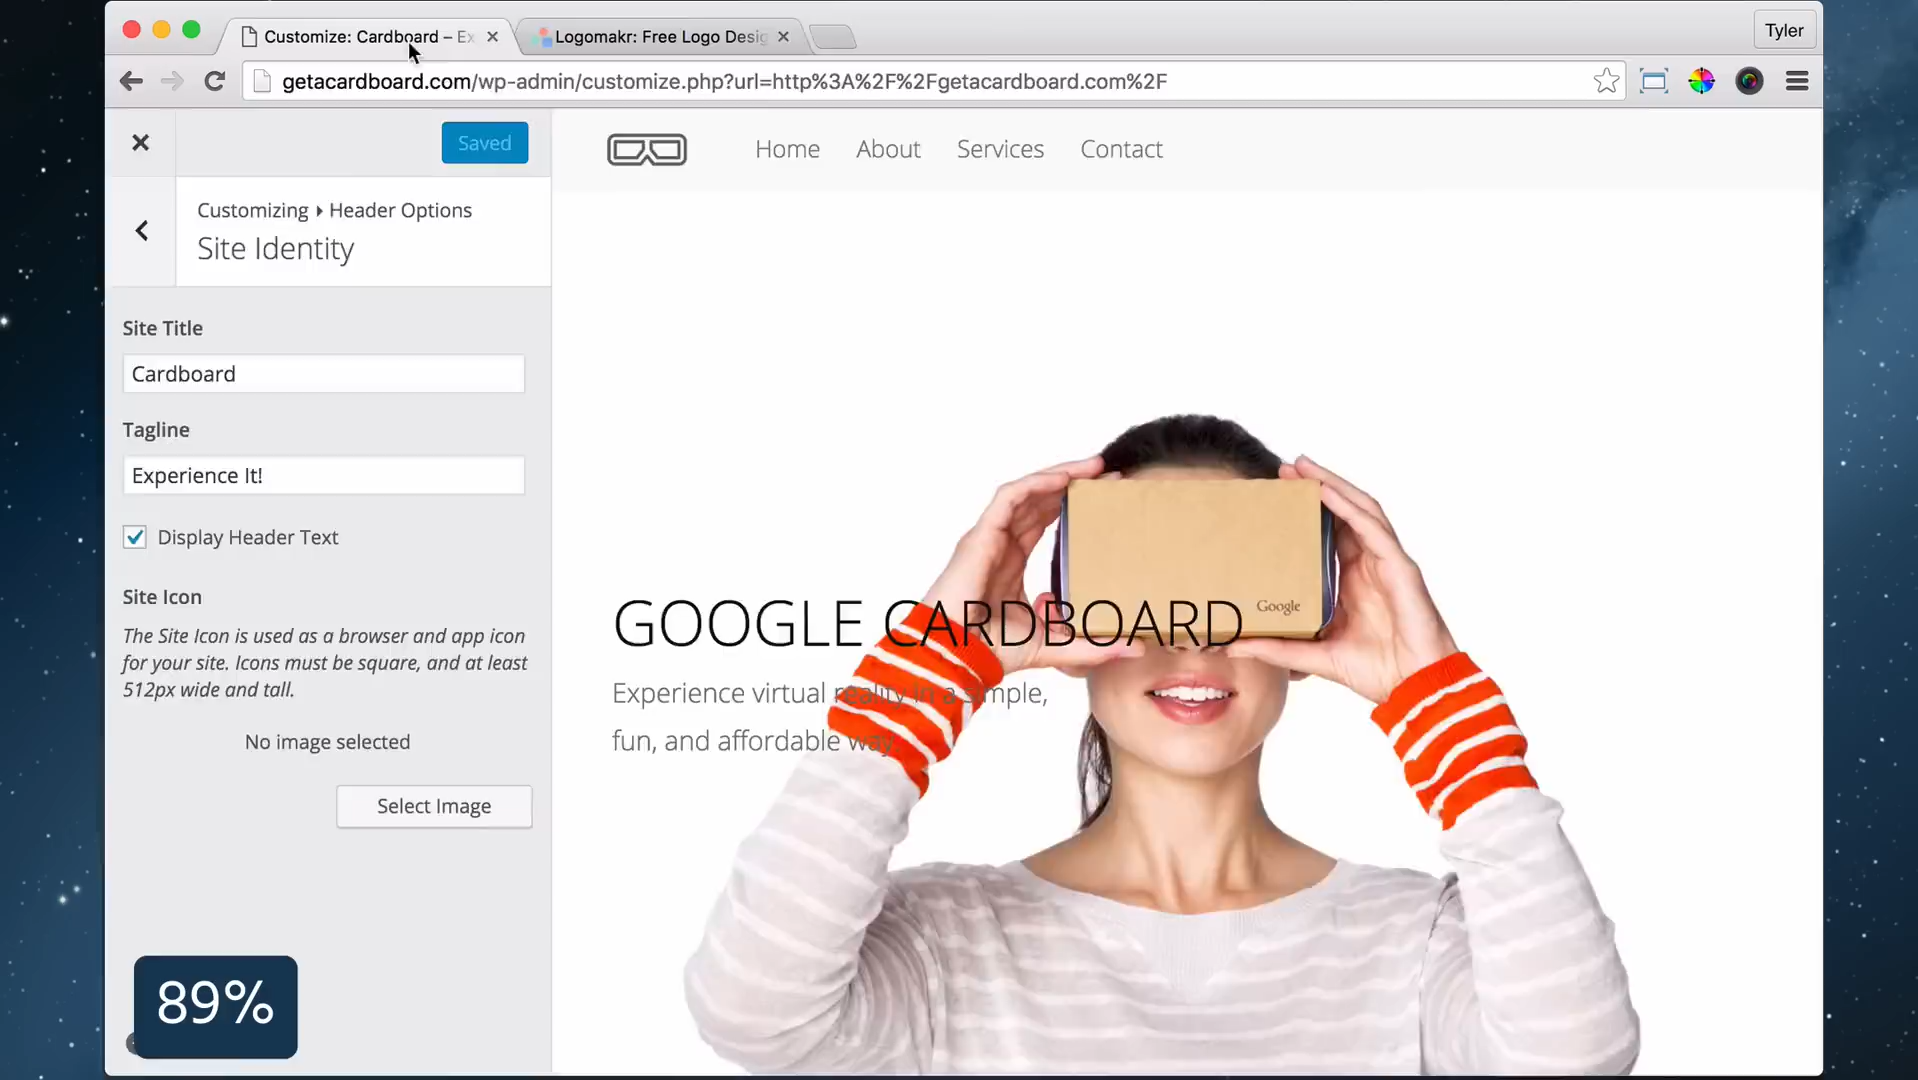 Customize: Cardboard – Ex
Logomakr: Free Logo Desig
Tyler
getacardboard.com/wp-admin/customize.php?url=http%3A%2F%2Fgetacardboard.com%2F
Saved
Home
About
Services
Contact
Customizing ▸ Header Options
Site Identity
Site Title
Cardboard
Tagline
Experience It!
Display Header Text
Site Icon
The Site Icon is used as a browser and app icon
for your site. Icons must be square, and at least
512px wide and tall.
No image selected
Select Image
Google
GOOGLE CARDBOARD
Experience virtual reality in a simple,
fun, and affordable way.
89%